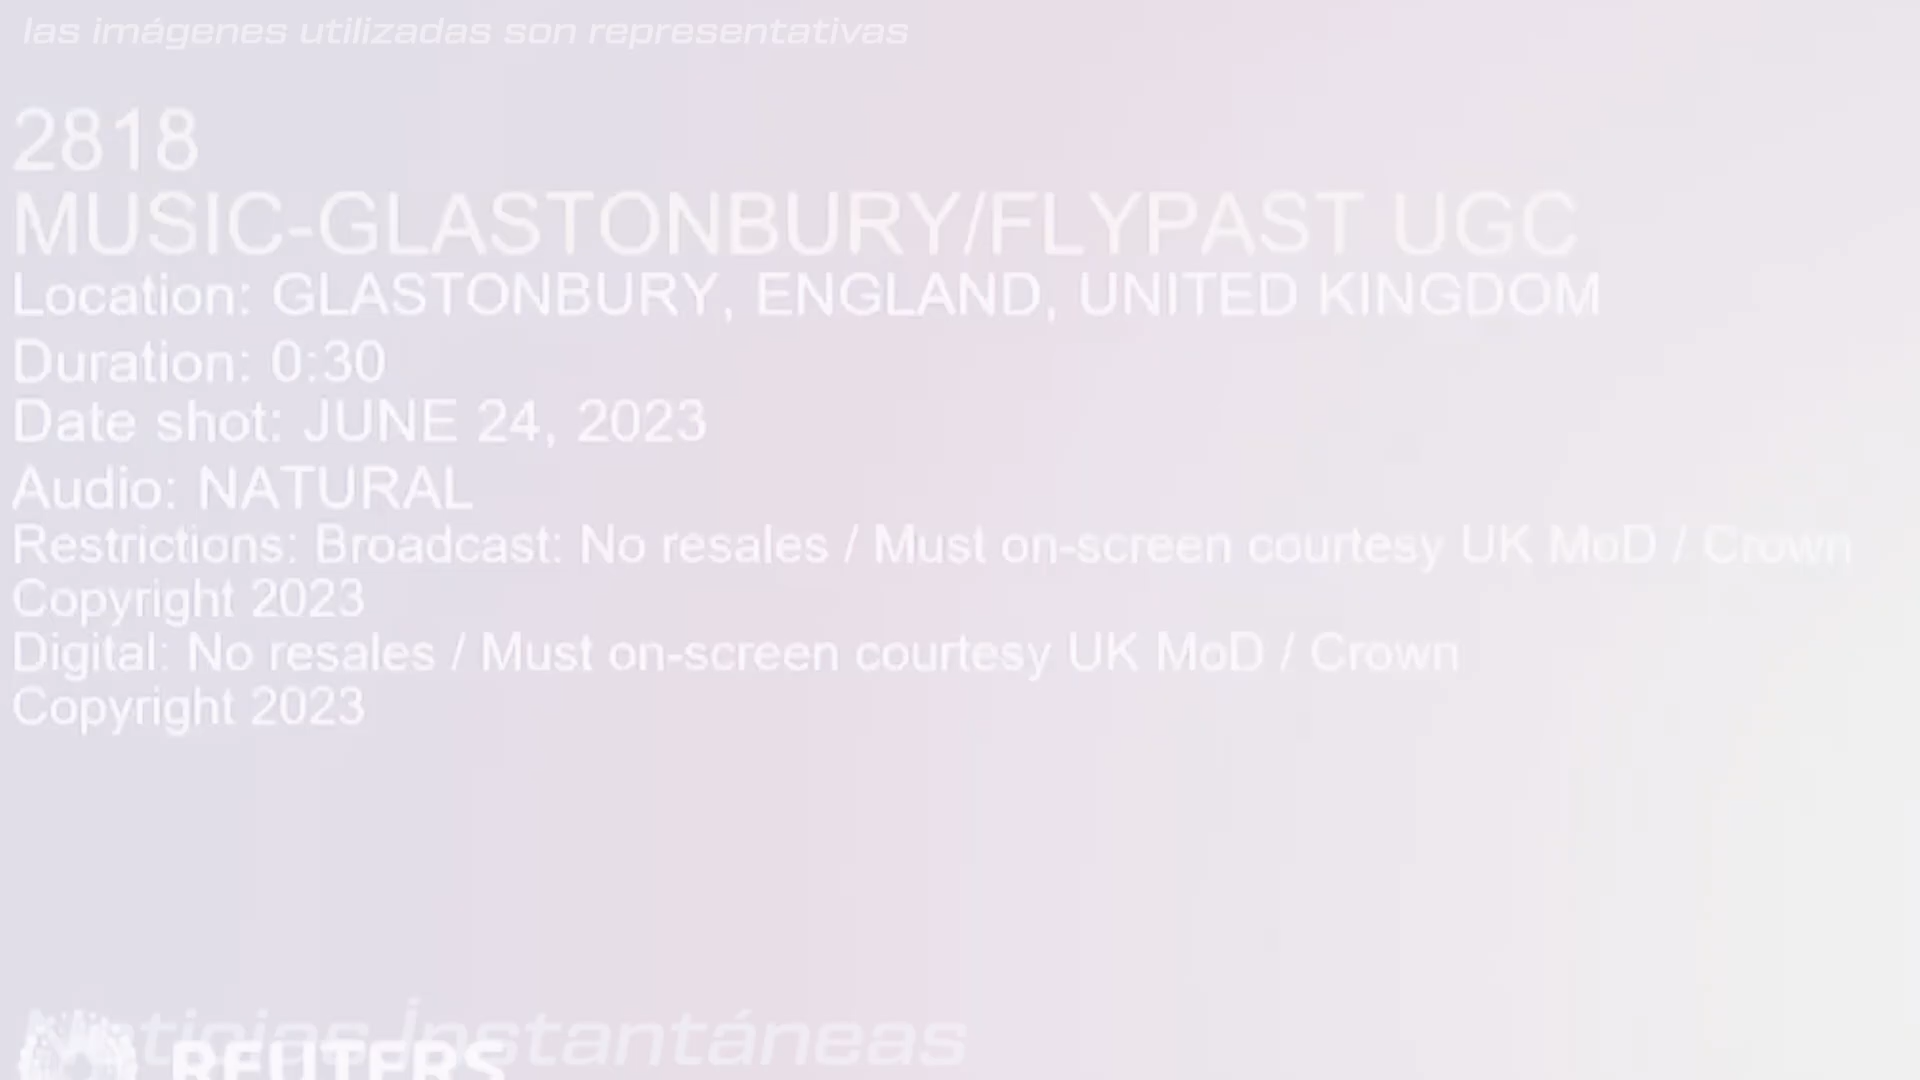 las imágenes utilizadas son representativas
2818
MUSIC-GLASTONBURY/FLYPAST UGC
Location: GLASTONBURY, ENGLAND, UNITED KINGDOM
Duration: 0:30
Date shot: JUNE 24, 2023
Audio: NATURAL
Restrictions: Broadcast: No resales / Must on-screen courtesy UK MoD / Crown
Copyright 2023
Digital: No resales / Must on-screen courtesy UK MoD / Crown
Copyright 2023
Noticias instantáneas
REUTERS